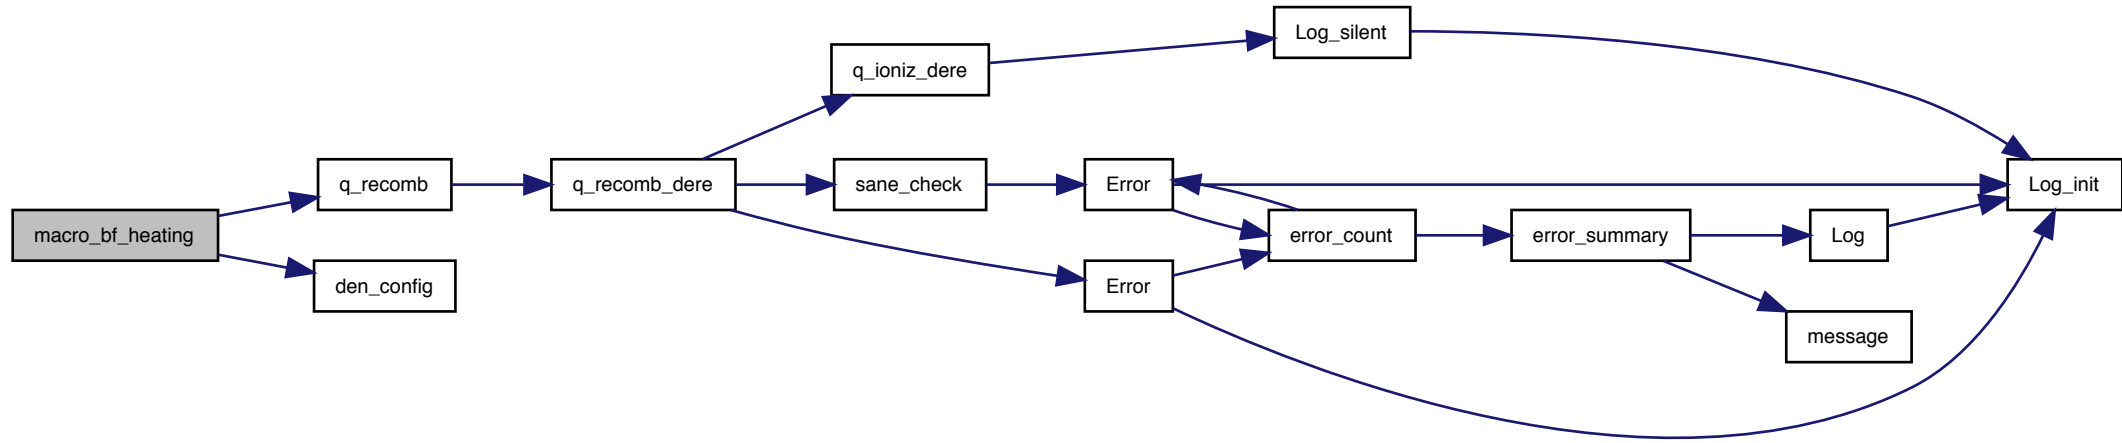 macro_bf_heating
q_recomb
den_config
q_recomb_dere
q_ioniz_dere
sane_check
Error
Error
Log_silent
error_count
error_summary
Log
message
Log_init